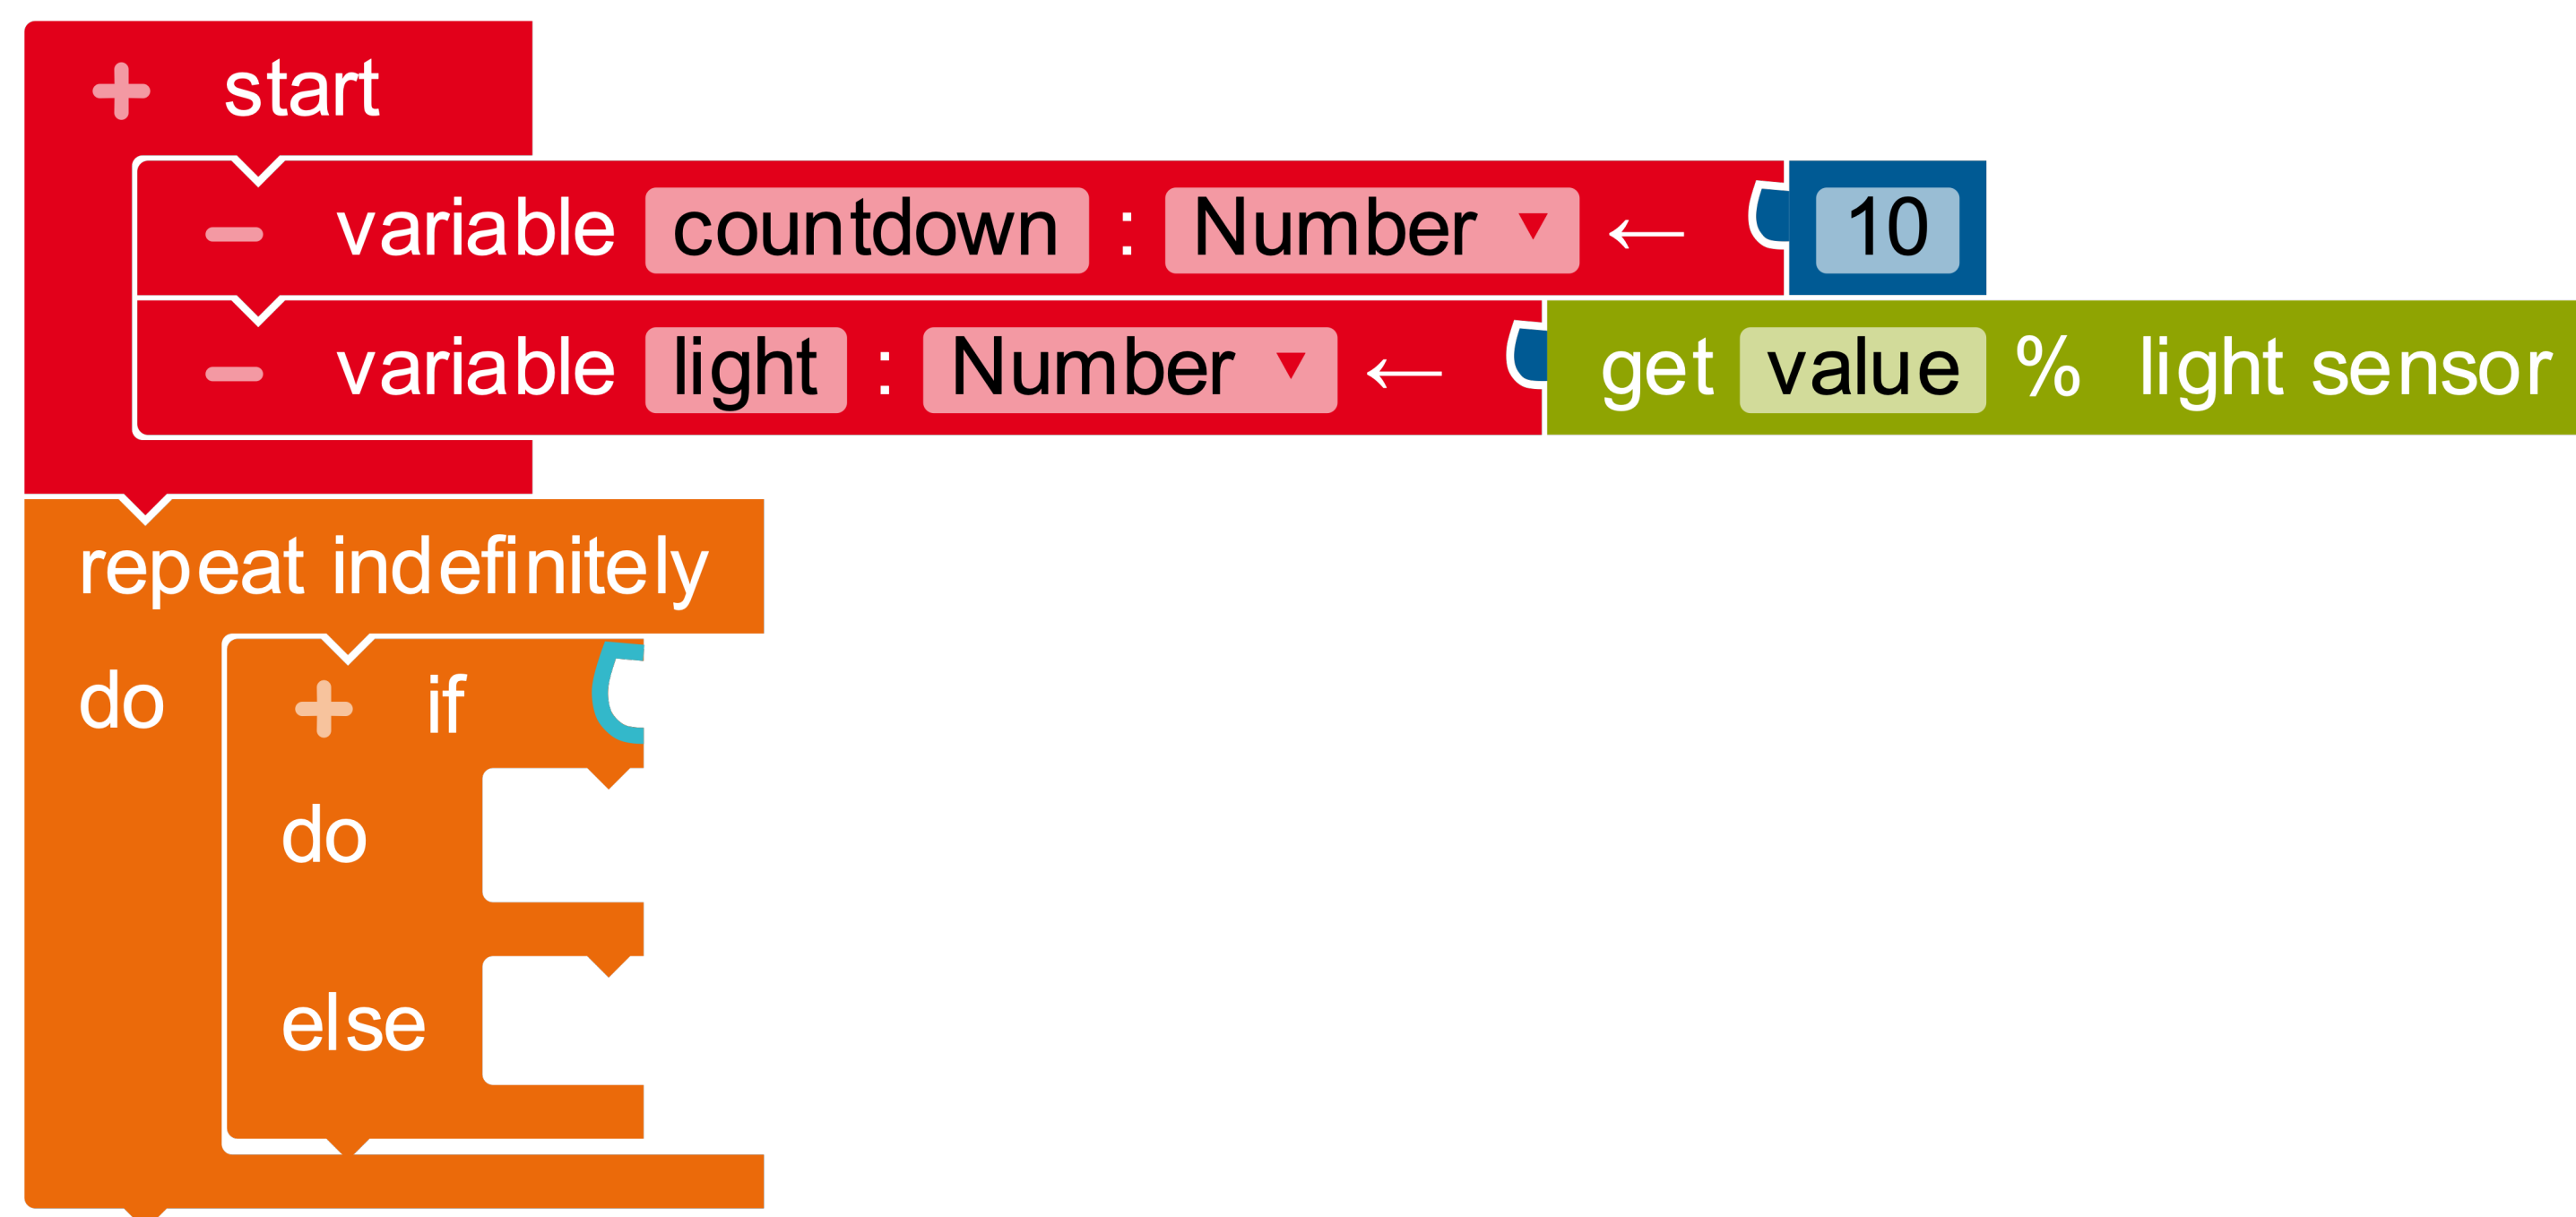 + start
− variable countdown : Number ▾ ← 10
− variable light : Number ▾ ← get value % light sensor
repeat indefinitely
do + if
do
else